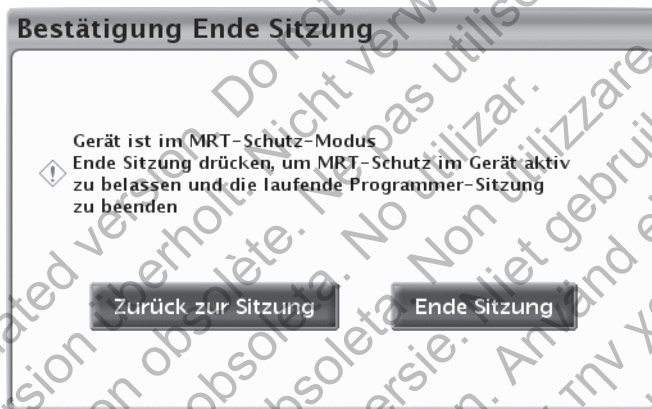 Bestätigung Ende Sitzung
Gerät ist im MRT-Schutz-Modus
Ende Sitzung drücken, um MRT-Schutz im Gerät aktiv
zu belassen und die laufende Programmer-Sitzung
zu beenden
Zurück zur Sitzung
Ende Sitzung